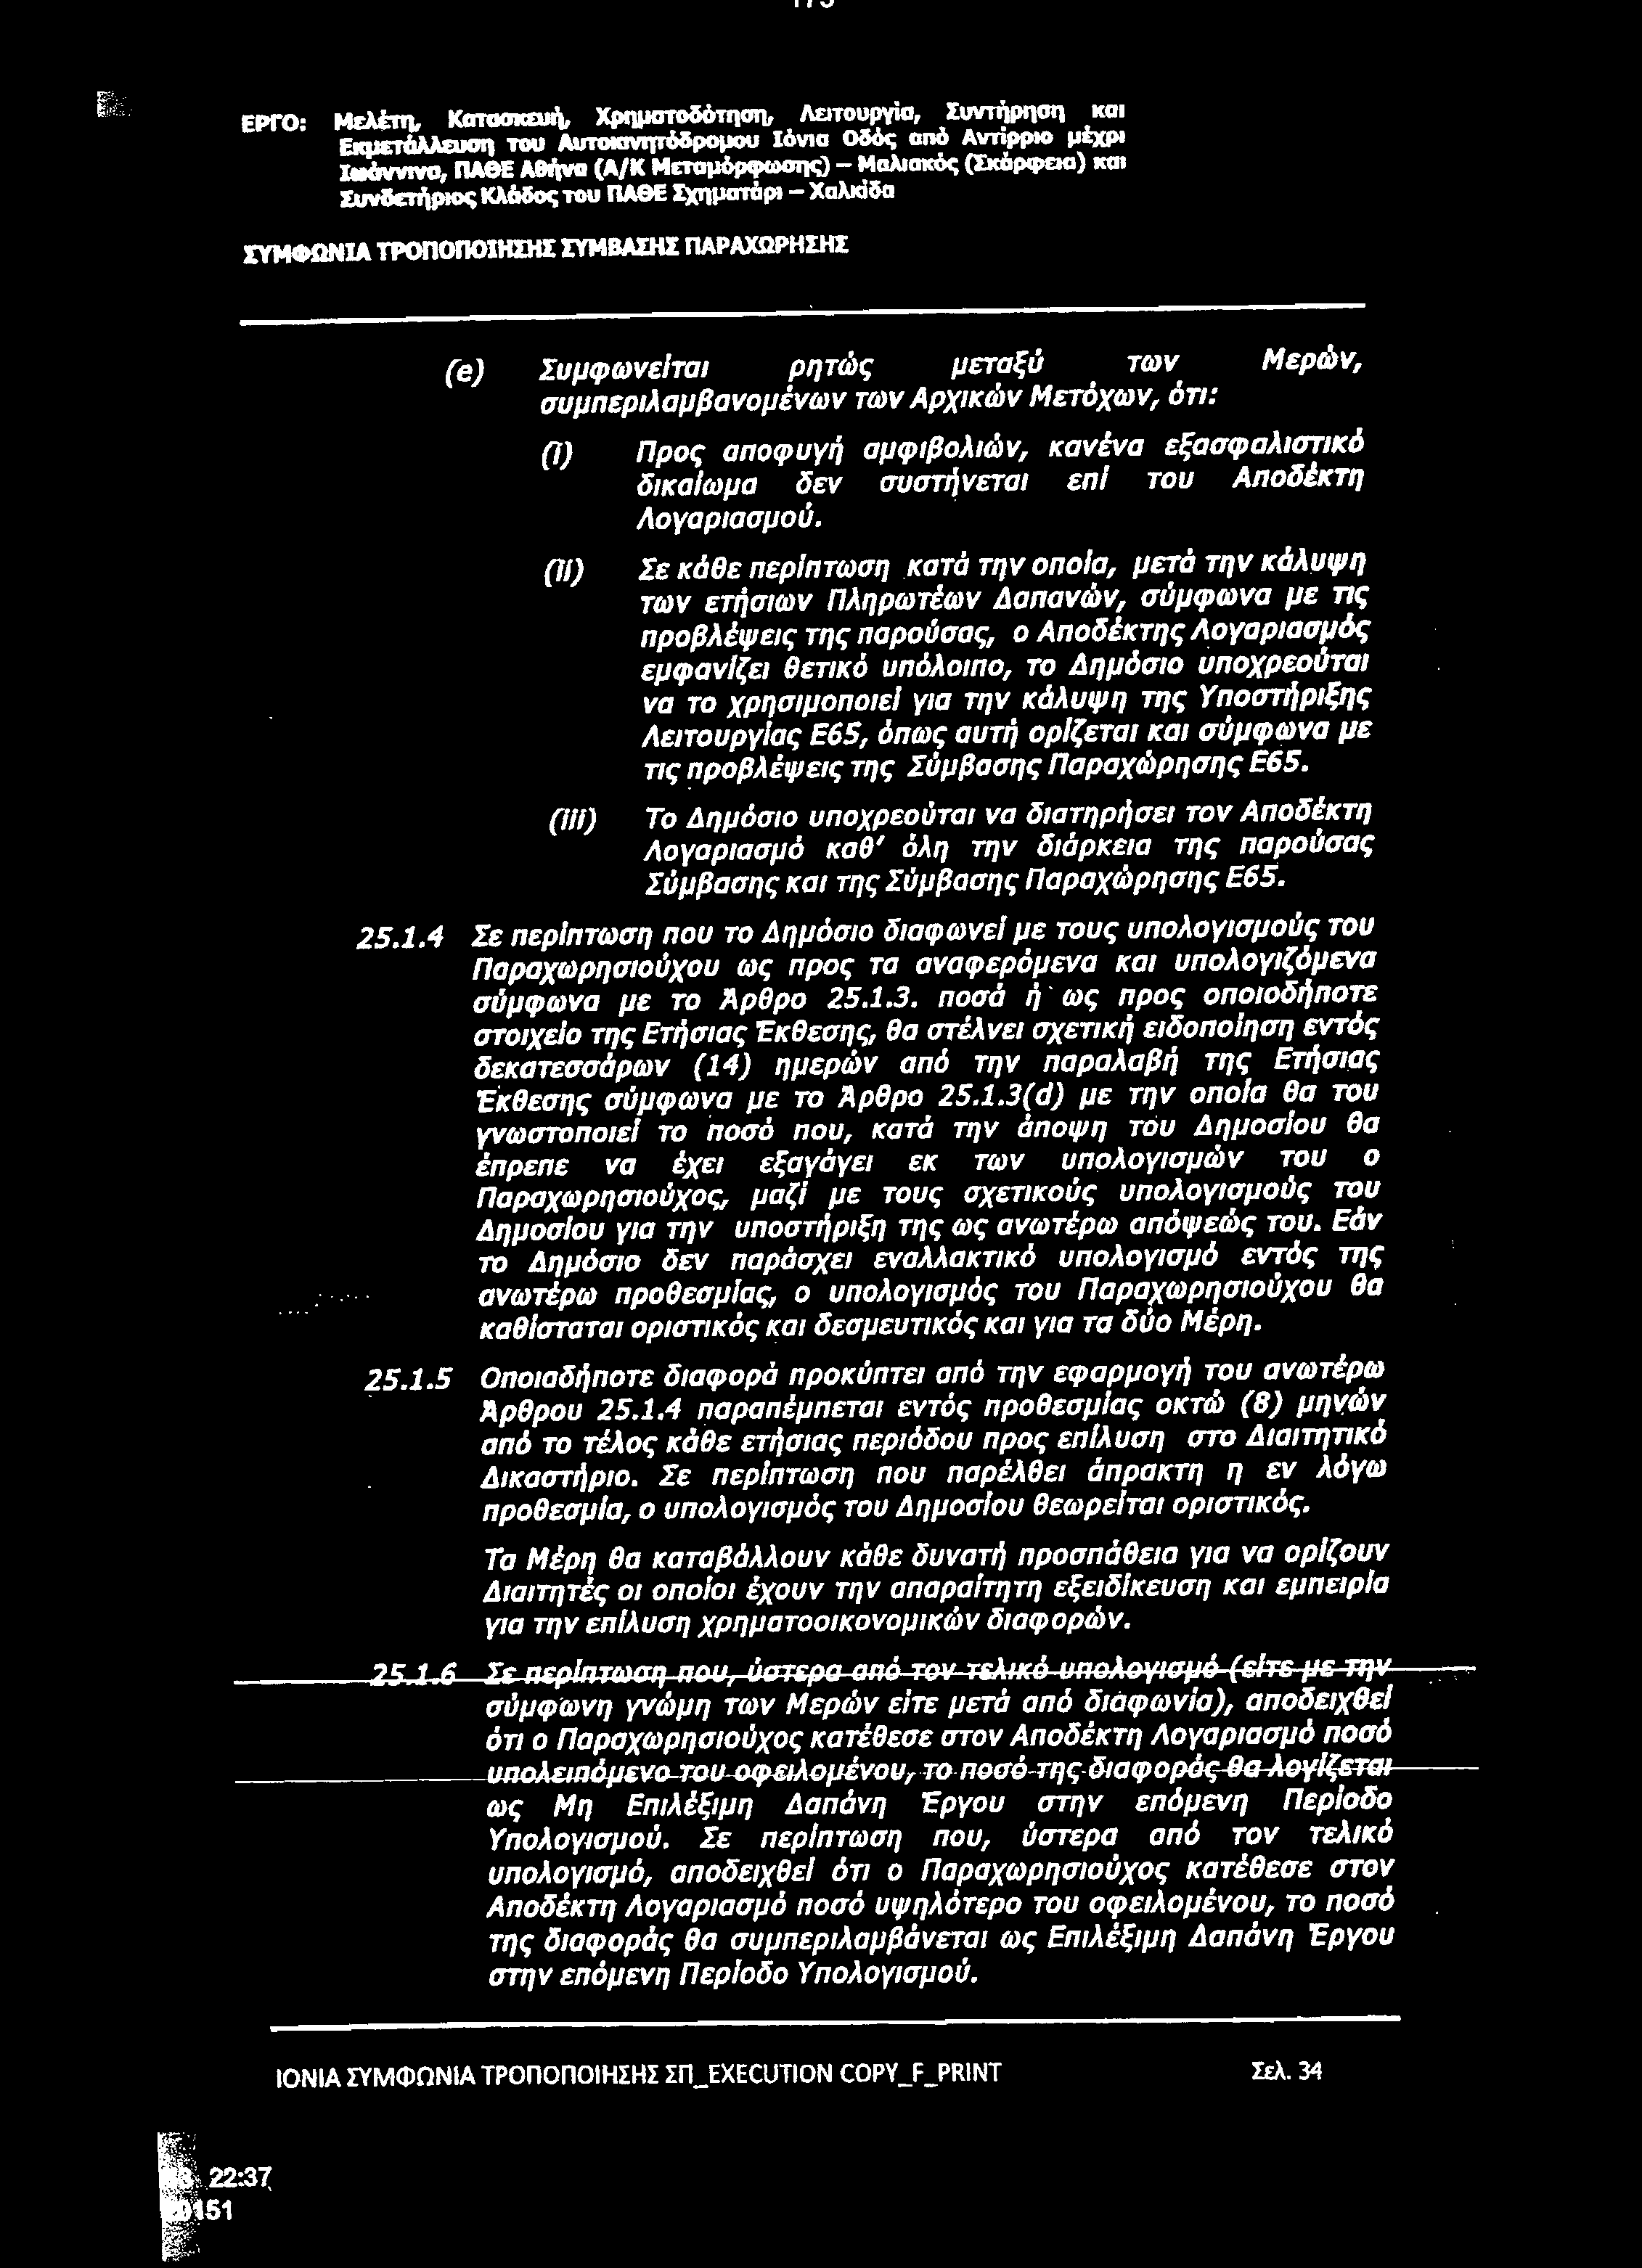 ΕΡΓΟ: Μελέτη, Κατασκευή, Χρηματοδότηση, Λειτουργία, Συντήρηση και
Εκμετάλλευση του Αυτοκινητόδρομου Ιόνια Οδός από Αντίρριο μέχρι
Ιωάννινα, ΠΑΘΕ Αθήνα (Α/Κ Μεταμόρφωσης) – Μαλιακός (Σκάρφεια) και
Συνδετήριος Κλάδος του ΠΑΘΕ Σχηματάρι – Χαλκίδα
ΣΥΜΦΩΝΙΑ ΤΡΟΠΟΠΟΙΗΣΗΣ ΣΥΜΒΑΣΗΣ ΠΑΡΑΧΩΡΗΣΗΣ
(e) Συμφωνείται ρητώς μεταξύ των Μερών,
συμπεριλαμβανομένων των Αρχικών Μετόχων, ότι:
(i) Προς αποφυγή αμφιβολιών, κανένα εξασφαλιστικό
δικαίωμα δεν συστήνεται επί του Αποδέκτη
Λογαριασμού.
(ii) Σε κάθε περίπτωση κατά την οποία, μετά την κάλυψη
των ετήσιων Πληρωτέων Δαπανών, σύμφωνα με τις
προβλέψεις της παρούσας, ο Αποδέκτης Λογαριασμός
εμφανίζει θετικό υπόλοιπο, το Δημόσιο υποχρεούται
να το χρησιμοποιεί για την κάλυψη της Υποστήριξης
Λειτουργίας Ε65, όπως αυτή ορίζεται και σύμφωνα με
τις προβλέψεις της Σύμβασης Παραχώρησης Ε65.
(iii) Το Δημόσιο υποχρεούται να διατηρήσει τον Αποδέκτη
Λογαριασμό καθ' όλη την διάρκεια της παρούσας
Σύμβασης και της Σύμβασης Παραχώρησης Ε65.
25.1.4 Σε περίπτωση που το Δημόσιο διαφωνεί με τους υπολογισμούς του
Παραχωρησιούχου ως προς τα αναφερόμενα και υπολογιζόμενα
σύμφωνα με το Άρθρο 25.1.3. ποσά ή ως προς οποιοδήποτε
στοιχείο της Ετήσιας Έκθεσης, θα στέλνει σχετική ειδοποίηση εντός
δεκατεσσάρων (14) ημερών από την παραλαβή της Ετήσιας
Έκθεσης σύμφωνα με το Άρθρο 25.1.3(d) με την οποία θα του
γνωστοποιεί το ποσό που, κατά την άποψη του Δημοσίου θα
έπρεπε να έχει εξαγάγει εκ των υπολογισμών του ο
Παραχωρησιούχος, μαζί με τους σχετικούς υπολογισμούς του
Δημοσίου για την υποστήριξη της ως ανωτέρω απόψεώς του. Εάν
το Δημόσιο δεν παράσχει εναλλακτικό υπολογισμό εντός της
ανωτέρω προθεσμίας, ο υπολογισμός του Παραχωρησιούχου θα
καθίσταται οριστικός και δεσμευτικός και για τα δύο Μέρη.
25.1.5 Οποιαδήποτε διαφορά προκύπτει από την εφαρμογή του ανωτέρω
Άρθρου 25.1.4 παραπέμπεται εντός προθεσμίας οκτώ (8) μηνών
από το τέλος κάθε ετήσιας περιόδου προς επίλυση στο Διαιτητικό
Δικαστήριο. Σε περίπτωση που παρέλθει άπρακτη η εν λόγω
προθεσμία, ο υπολογισμός του Δημοσίου θεωρείται οριστικός.
Τα Μέρη θα καταβάλλουν κάθε δυνατή προσπάθεια για να ορίζουν
Διαιτητές οι οποίοι έχουν την απαραίτητη εξειδίκευση και εμπειρία
για την επίλυση χρηματοοικονομικών διαφορών.
25.1.6 Σε περίπτωση που, ύστερα από τον τελικό υπολογισμό (είτε με την
σύμφωνη γνώμη των Μερών είτε μετά από διαφωνία), αποδειχθεί
ότι ο Παραχωρησιούχος κατέθεσε στον Αποδέκτη Λογαριασμό ποσό
υπολειπόμενο του οφειλομένου, το ποσό της διαφοράς θα λογίζεται
ως Μη Επιλέξιμη Δαπάνη Έργου στην επόμενη Περίοδο
Υπολογισμού. Σε περίπτωση που, ύστερα από τον τελικό
υπολογισμό, αποδειχθεί ότι ο Παραχωρησιούχος κατέθεσε στον
Αποδέκτη Λογαριασμό ποσό υψηλότερο του οφειλομένου, το ποσό
της διαφοράς θα συμπεριλαμβάνεται ως Επιλέξιμη Δαπάνη Έργου
στην επόμενη Περίοδο Υπολογισμού.
ΙΟΝΙΑ ΣΥΜΦΩΝΙΑ ΤΡΟΠΟΠΟΙΗΣΗΣ ΣΠ_EXECUTION COPY_F_PRINT Σελ. 34
22:37